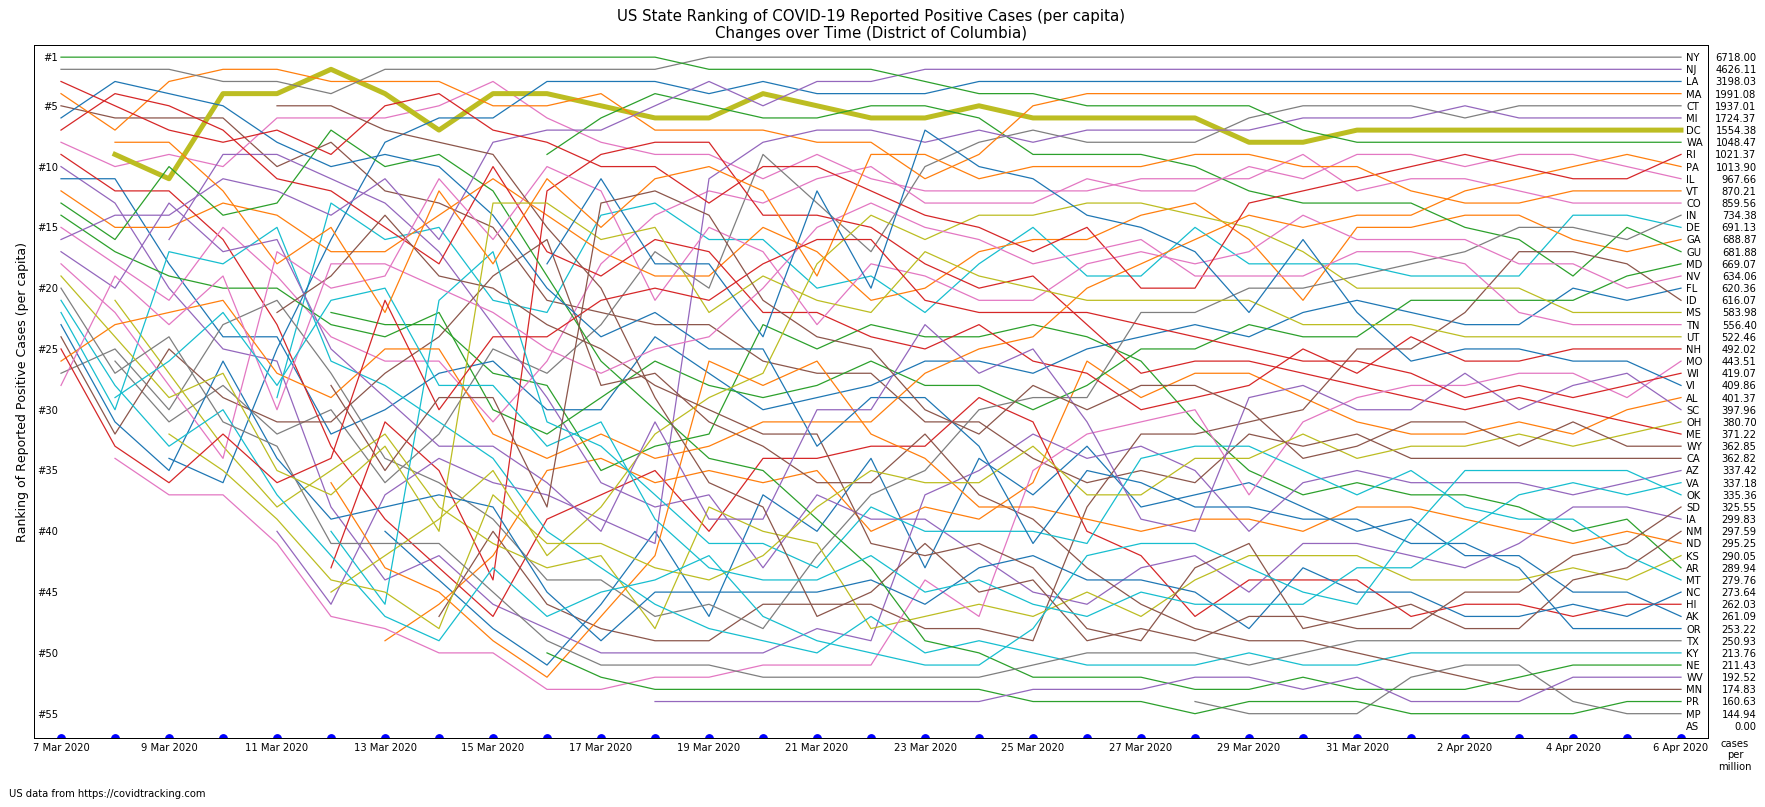 US State Ranking of COVID-19 Reported Positive Cases (per capita)
Changes over Time (District of Columbia)
Ranking of Reported Positive Cases (per capita)
#1
#5
#10
#15
#20
#25
#30
#35
#40
#45
#50
#55
NY 6718.00
NJ 4626.11
LA 3198.03
MA 1991.08
CT 1937.01
MI 1724.37
DC 1554.38
WA 1048.47
RI 1021.37
PA 1013.90
IL 967.66
VT 870.21
CO 859.56
IN 734.38
DE 691.13
GA 688.87
GU 681.88
MD 669.07
NV 634.06
FL 620.36
ID 616.07
MS 583.98
TN 556.40
UT 522.46
NH 492.02
MO 443.51
WI 419.07
VI 409.86
AL 401.37
SC 397.96
OH 380.70
ME 371.22
WY 362.85
CA 362.82
AZ 337.42
VA 337.18
OK 335.36
SD 325.55
IA 299.83
NM 297.59
ND 295.25
KS 290.05
AR 289.94
MT 279.76
NC 273.64
HI 262.03
AK 261.09
OR 253.22
TX 250.93
KY 213.76
NE 211.43
WV 192.52
MN 174.83
PR 160.63
MP 144.94
AS 0.00
7 Mar 2020 9 Mar 2020 11 Mar 2020 13 Mar 2020 15 Mar 2020 17 Mar 2020 19 Mar 2020 21 Mar 2020 23 Mar 2020 25 Mar 2020 27 Mar 2020 29 Mar 2020 31 Mar 2020 2 Apr 2020 4 Apr 2020 6 Apr 2020
cases
per
million
US data from https://covidtracking.com